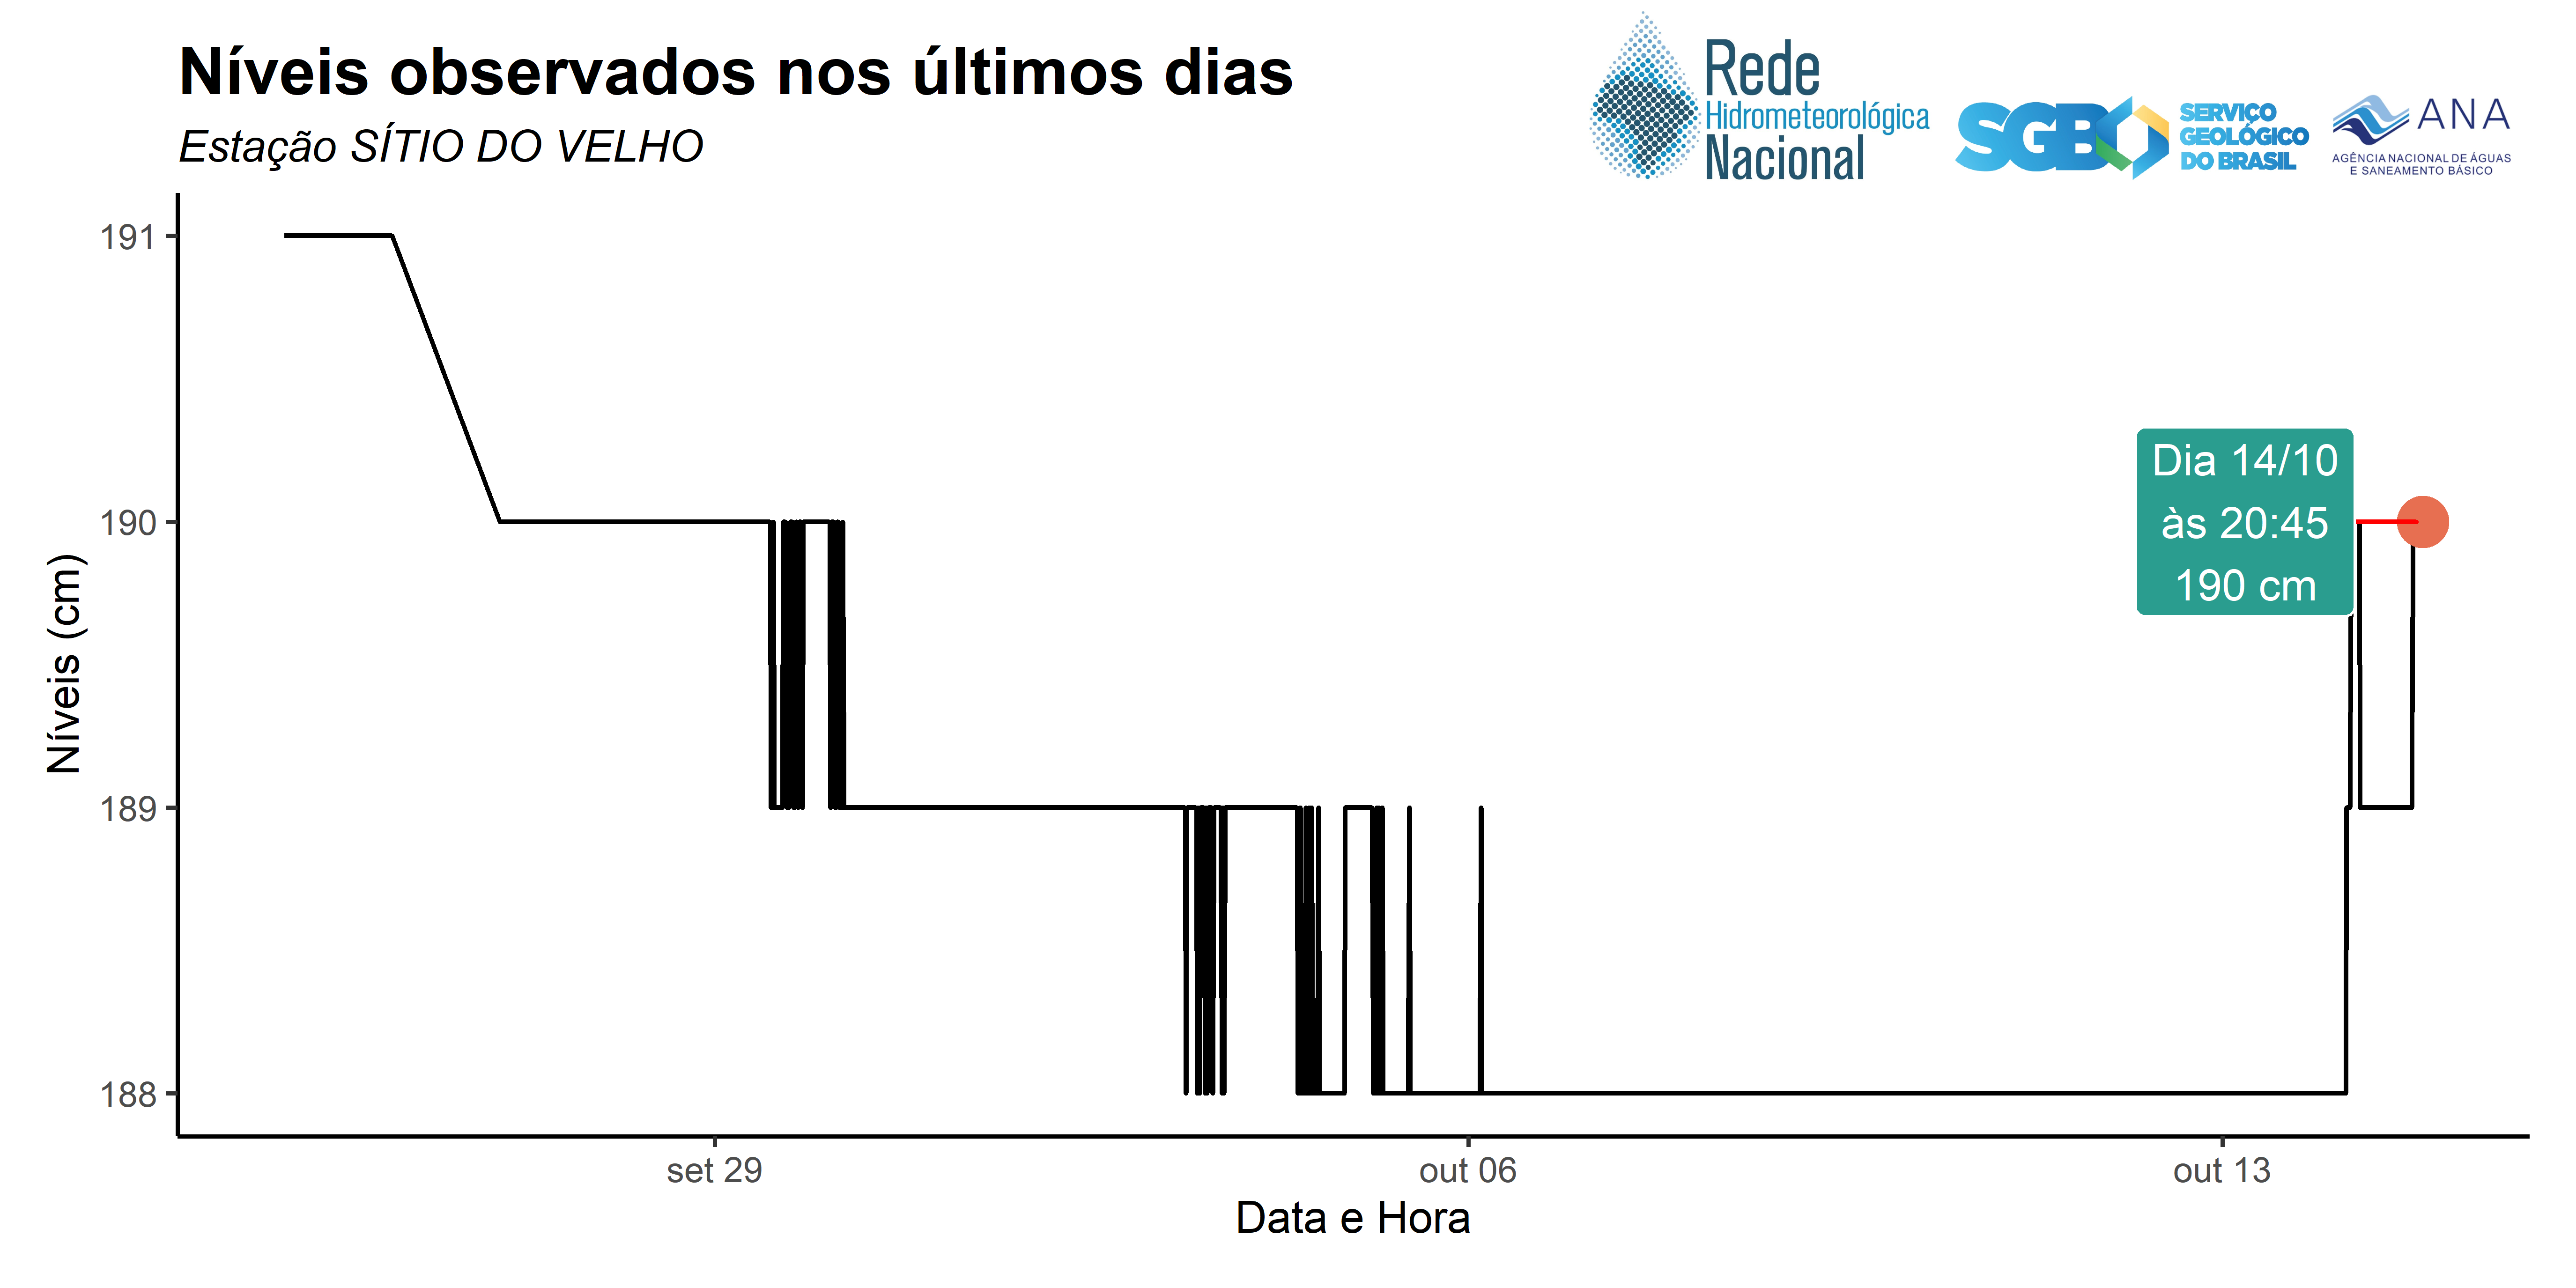 Níveis observados nos últimos dias
Estação SÍTIO DO VELHO
Rede
Hidrometeorológica
Nacional
SGB
SERVIÇO
GEOLÓGICO
DO BRASIL
ANA
AGÊNCIA NACIONAL DE ÁGUAS
E SANEAMENTO BÁSICO
Níveis (cm)
191
190
189
188
Dia 14/10
às 20:45
190 cm
set 29
out 06
out 13
Data e Hora